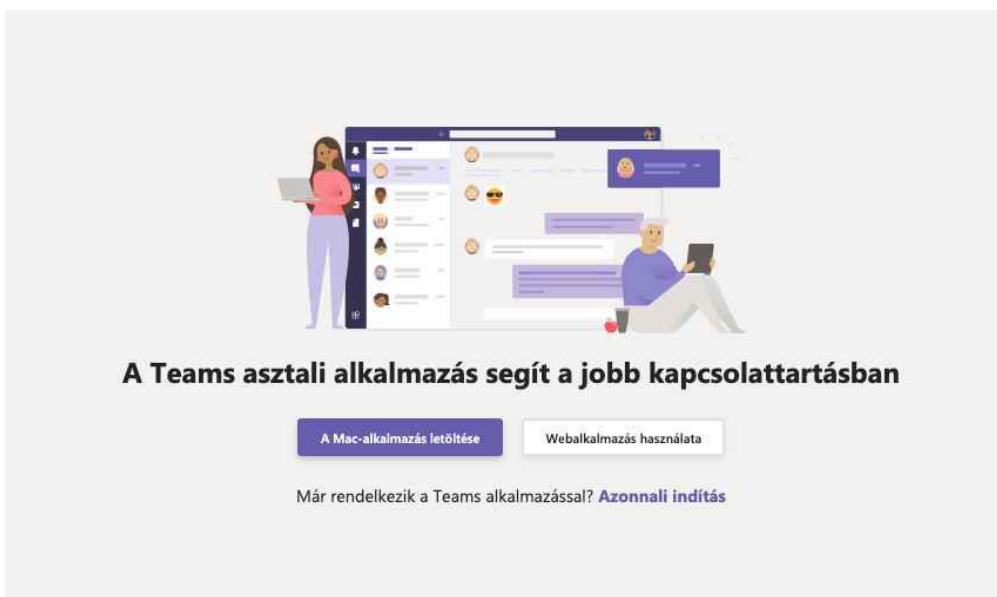 A Teams asztali alkalmazás segít a jobb kapcsolattartásban
A Mac-alkalmazás letöltése
Webalkalmazás használata
Már rendelkezik a Teams alkalmazással? Azonnali indítás